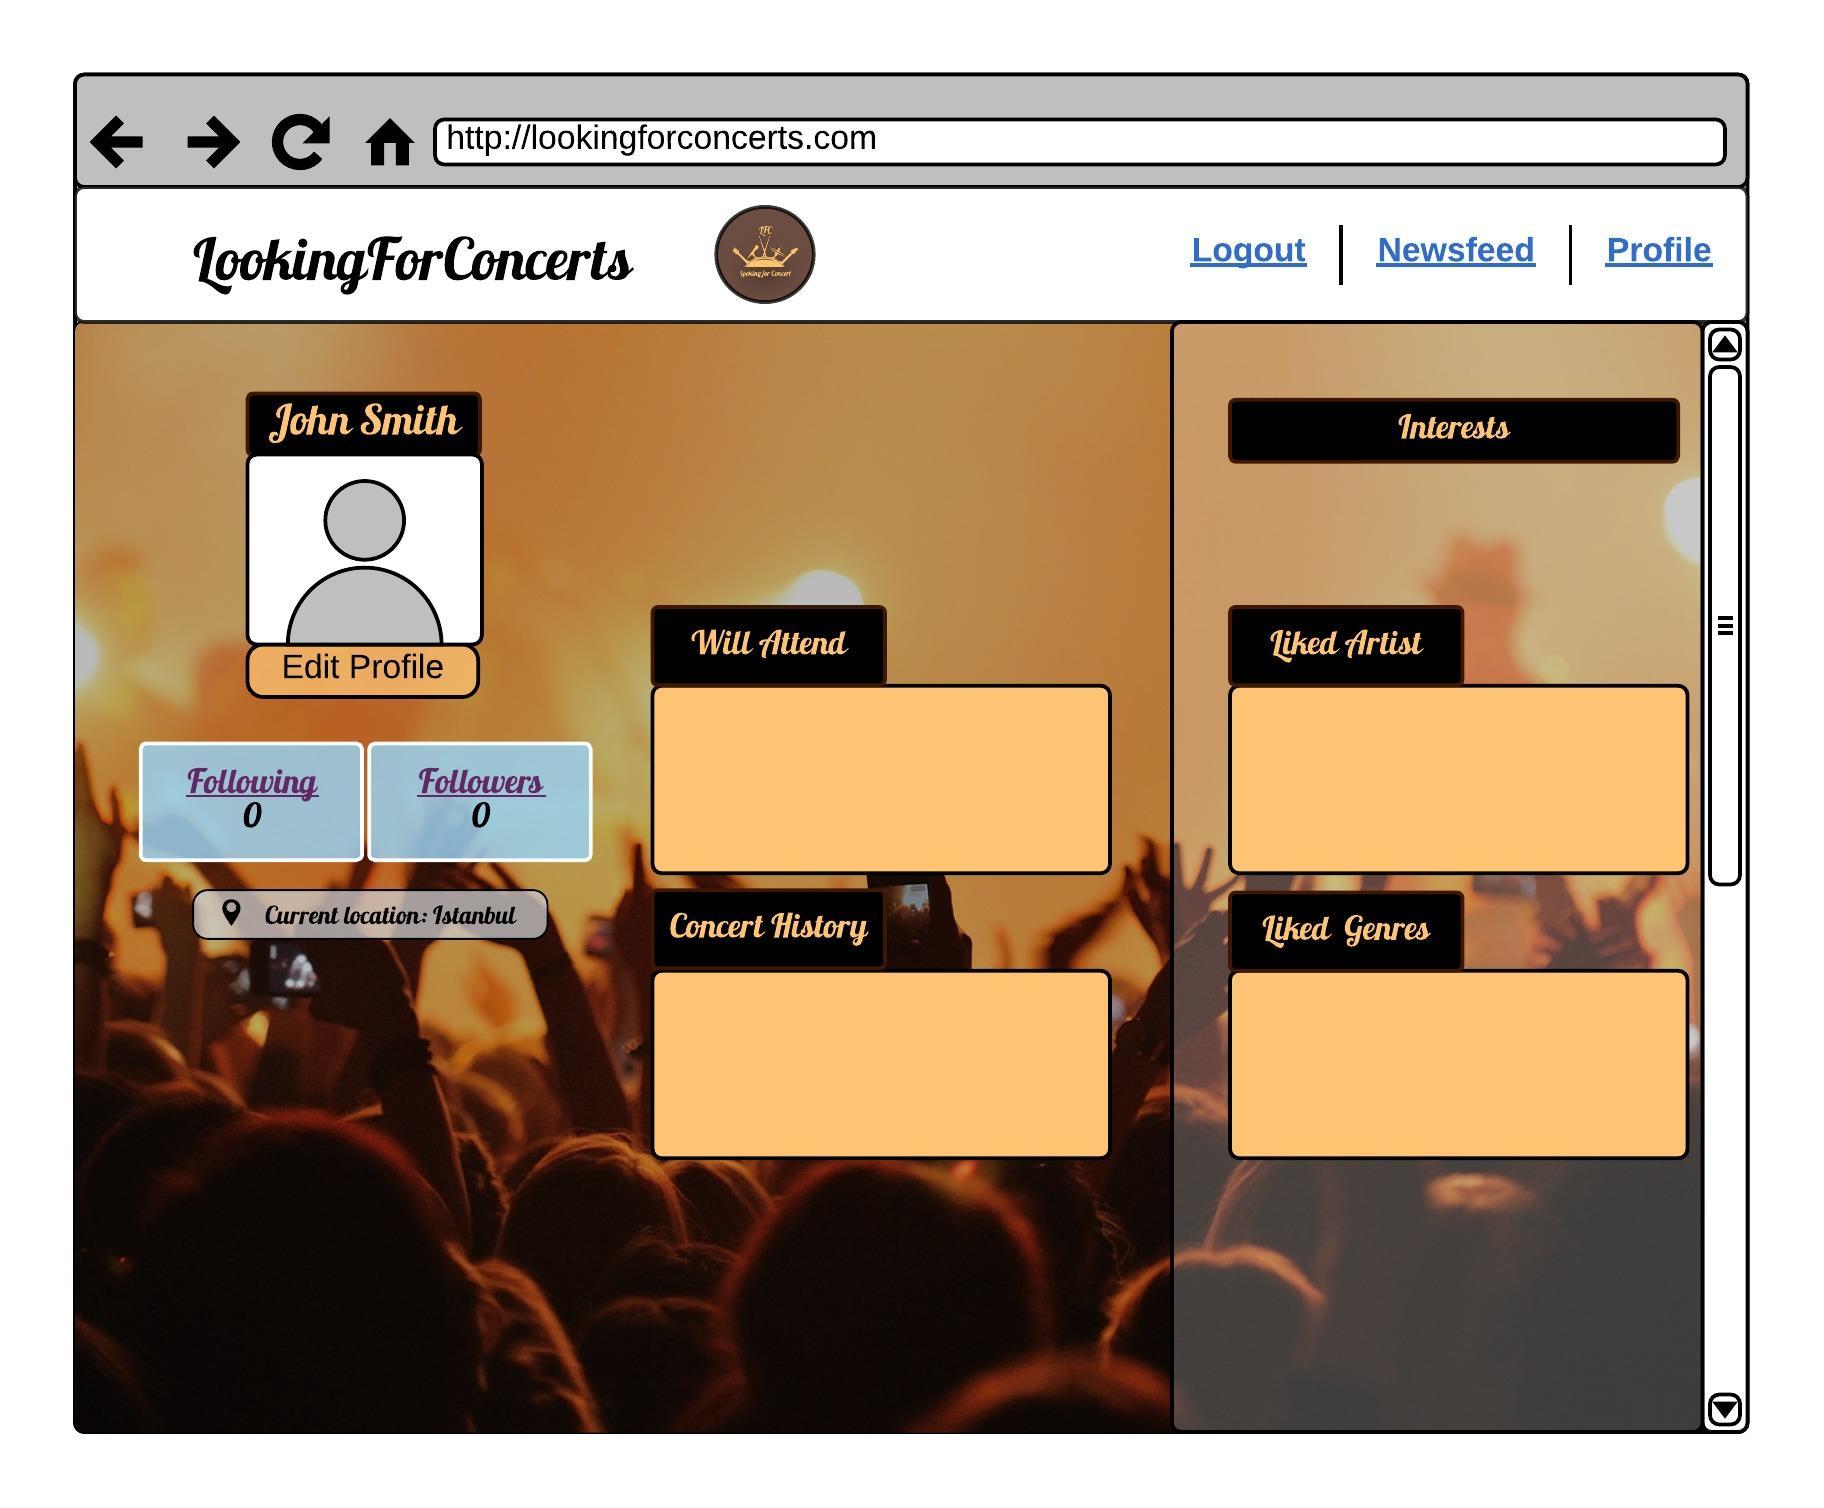 http://lookingforconcerts.com
LookingForConcerts
LFC
Looking for Concert
Logout
Newsfeed
Profile
John Smith
Edit Profile
Following
0
Followers
0
Current location: Istanbul
Will Attend
Concert History
Interests
Liked Artist
Liked Genres